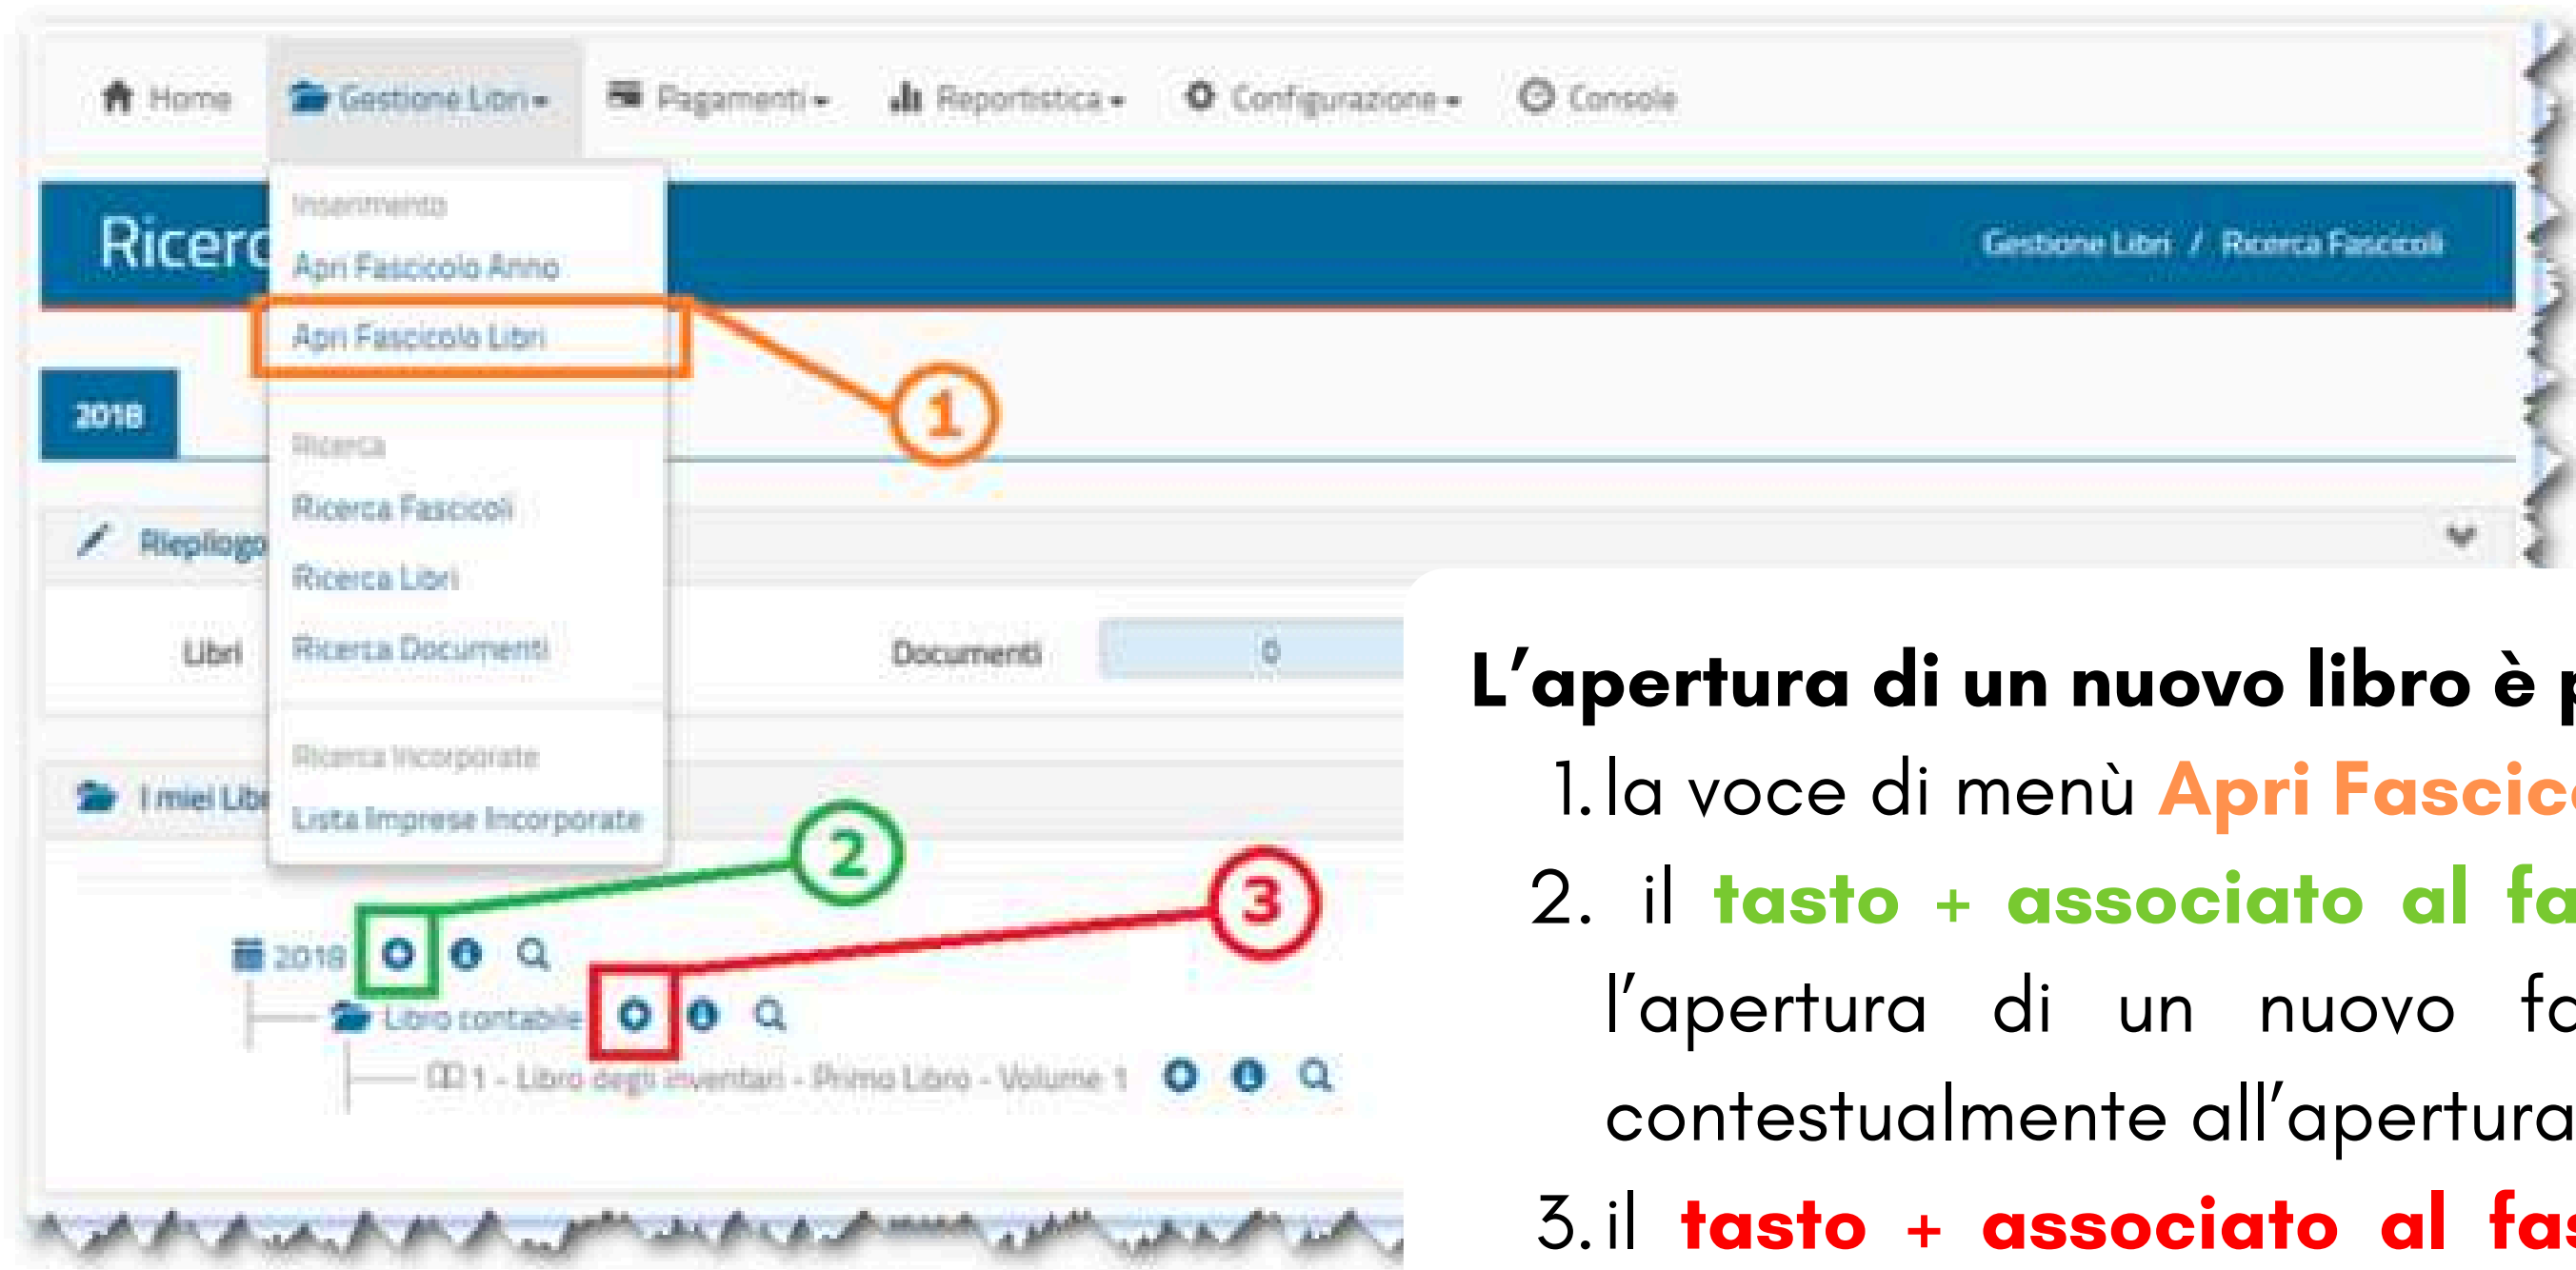 Home Gestione Libri Pagamenti Reportistica Configurazione Console
Inserimento
Ricerc
Gestione Libri / Ricerca Fascicoli
Apri Fascicolo Anno
Apri Fascicolo Libri
1
2018
Ricerca
Ricerca Fascicoli
Riepilogo
Ricerca Libri
Libri
Ricerca Documenti
Documenti 0
Ricerca Incorporate
I miei Libr
Lista Imprese Incorporate
2
3
2018
Libro contabile
1 - Libro degli inventari - Primo Libro - Volume 1
L'apertura di un nuovo libro è p
1. la voce di menù Apri Fascico
2. il tasto + associato al fa
l'apertura di un nuovo fa
contestualmente all'apertura
3. il tasto + associato al fas